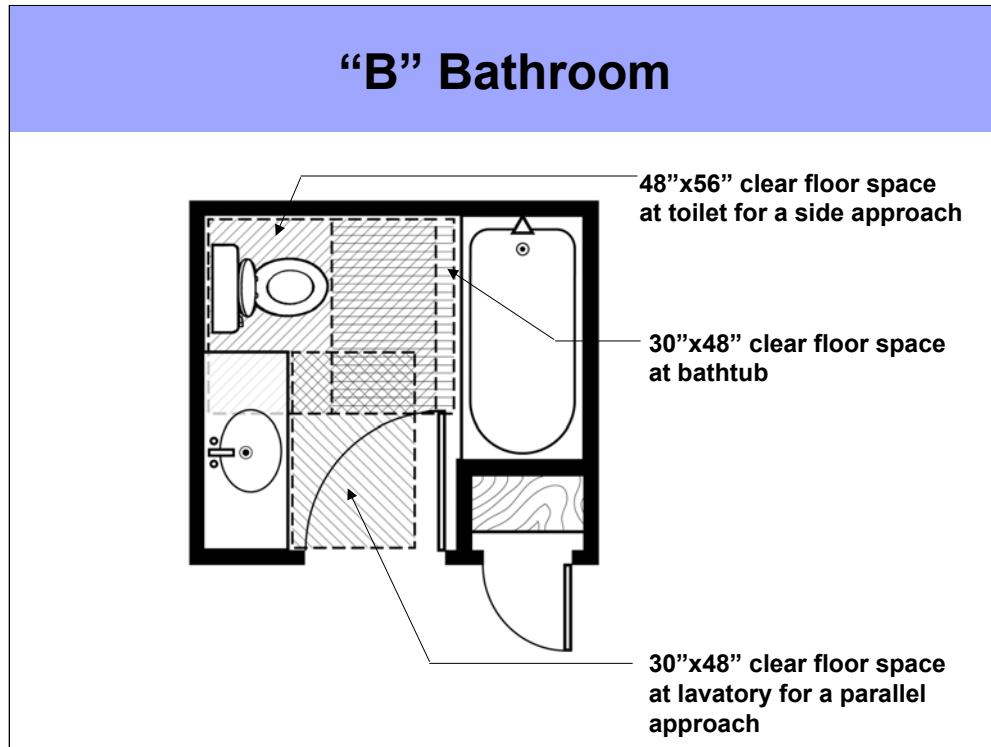 “B” Bathroom
48”x56” clear floor space
at toilet for a side approach
30”x48” clear floor space
at bathtub
30”x48” clear floor space
at lavatory for a parallel
approach